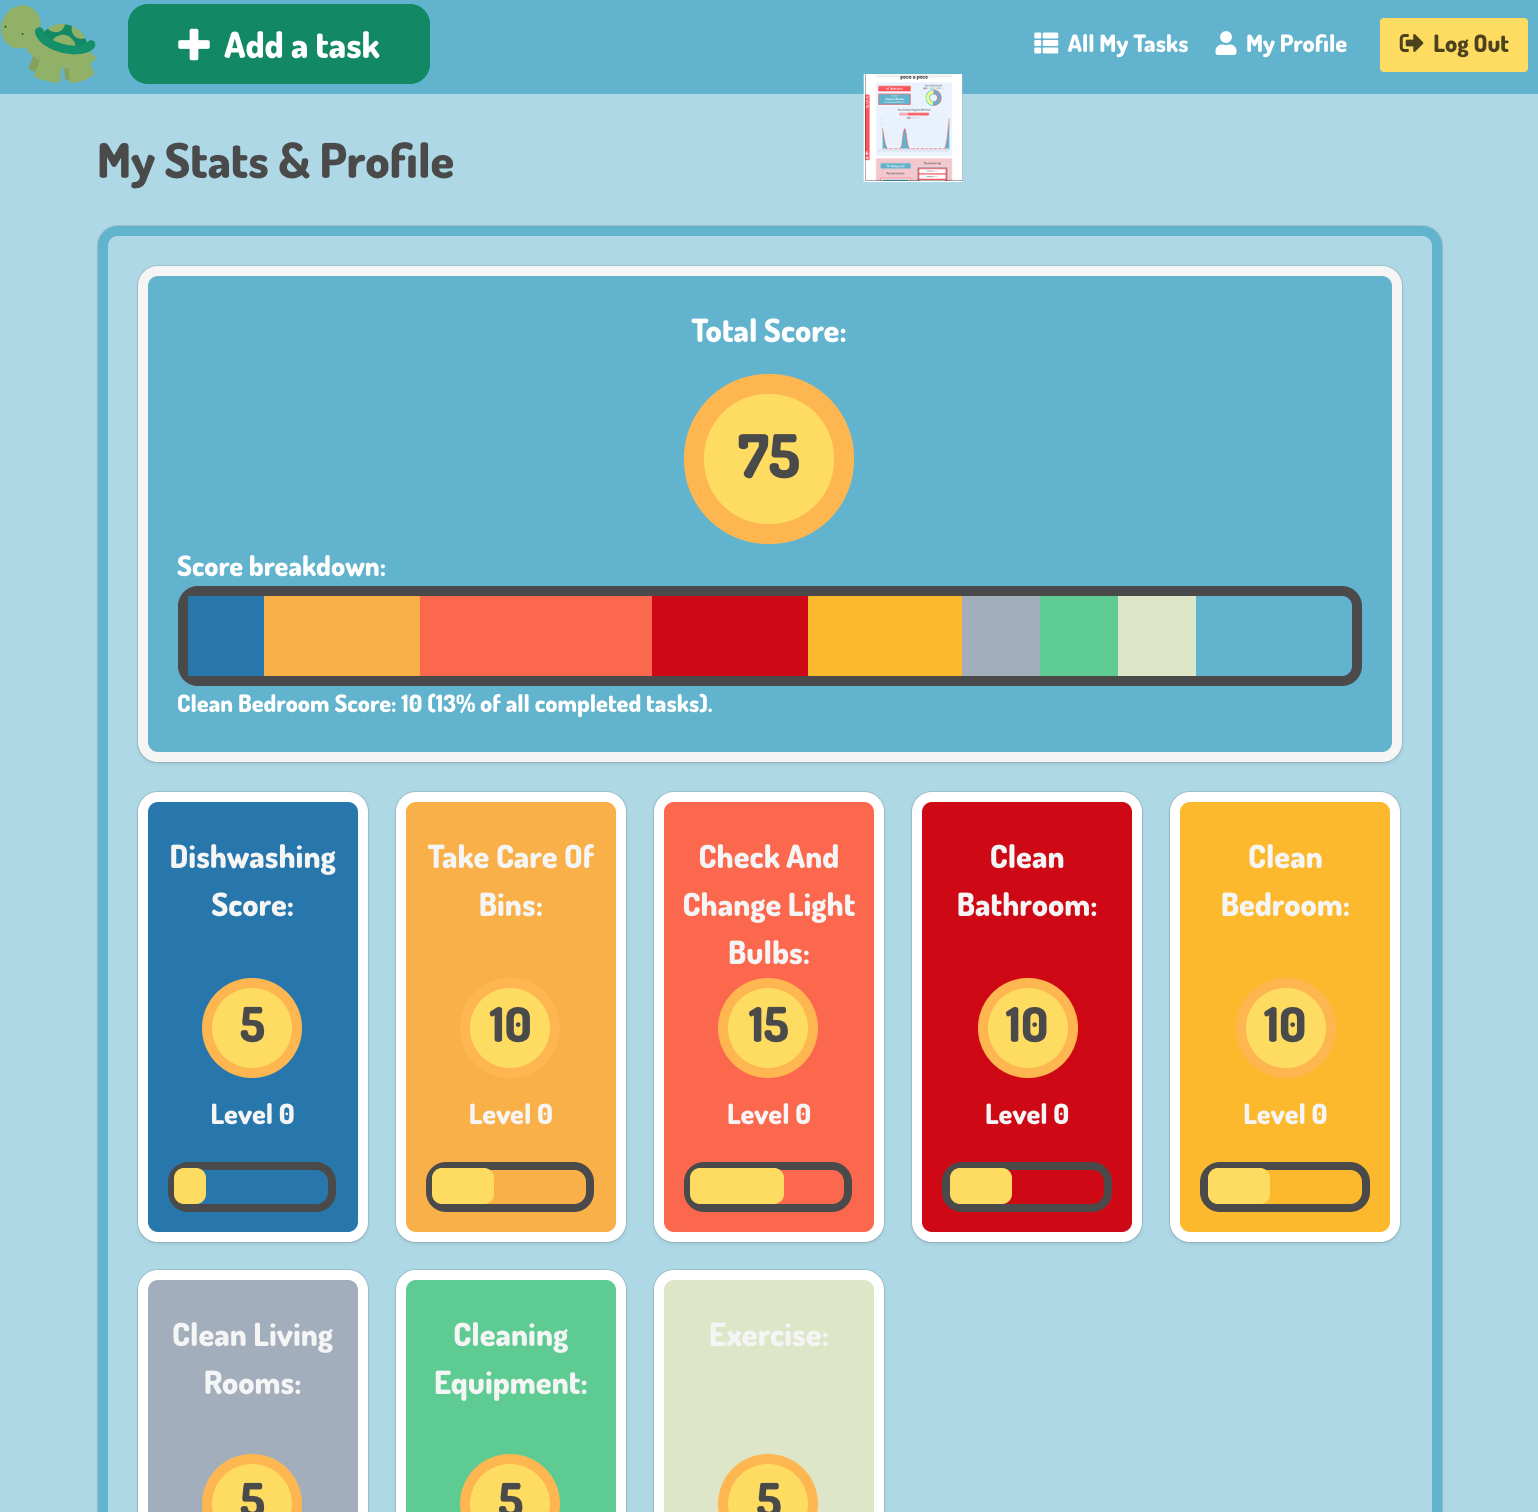 Add a task
All My Tasks
My Profile
Log Out
poco a poco
My Stats & Profile
Total Score:
75
Score breakdown:
Clean Bedroom Score: 10 (13% of all completed tasks).
Dishwashing
Score:
5
Level 0
Take Care Of
Bins:
10
Level 0
Check And
Change Light
Bulbs:
15
Level 0
Clean
Bathroom:
10
Level 0
Clean
Bedroom:
10
Level 0
Clean Living
Rooms:
5
Cleaning
Equipment:
5
Exercise:
5